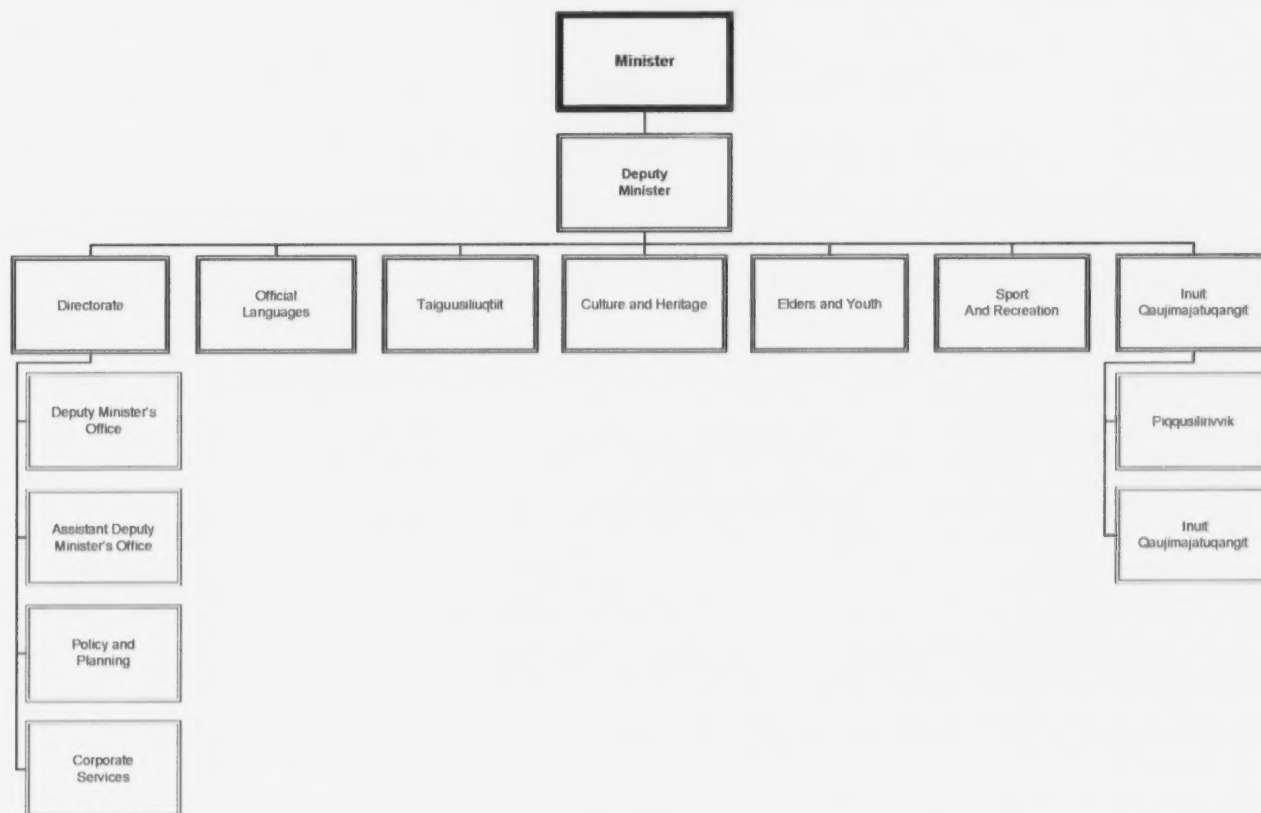 Minister
Deputy
Minister
Directorate
Official
Languages
Taiguusiliuqtiit
Culture and Heritage
Elders and Youth
Sport
And Recreation
Inuit
Qaujimajatuqangit
Deputy Minister's
Office
Assistant Deputy
Minister's Office
Policy and
Planning
Corporate
Services
Piqqusilirivvik
Inuit
Qaujimajatuqangit